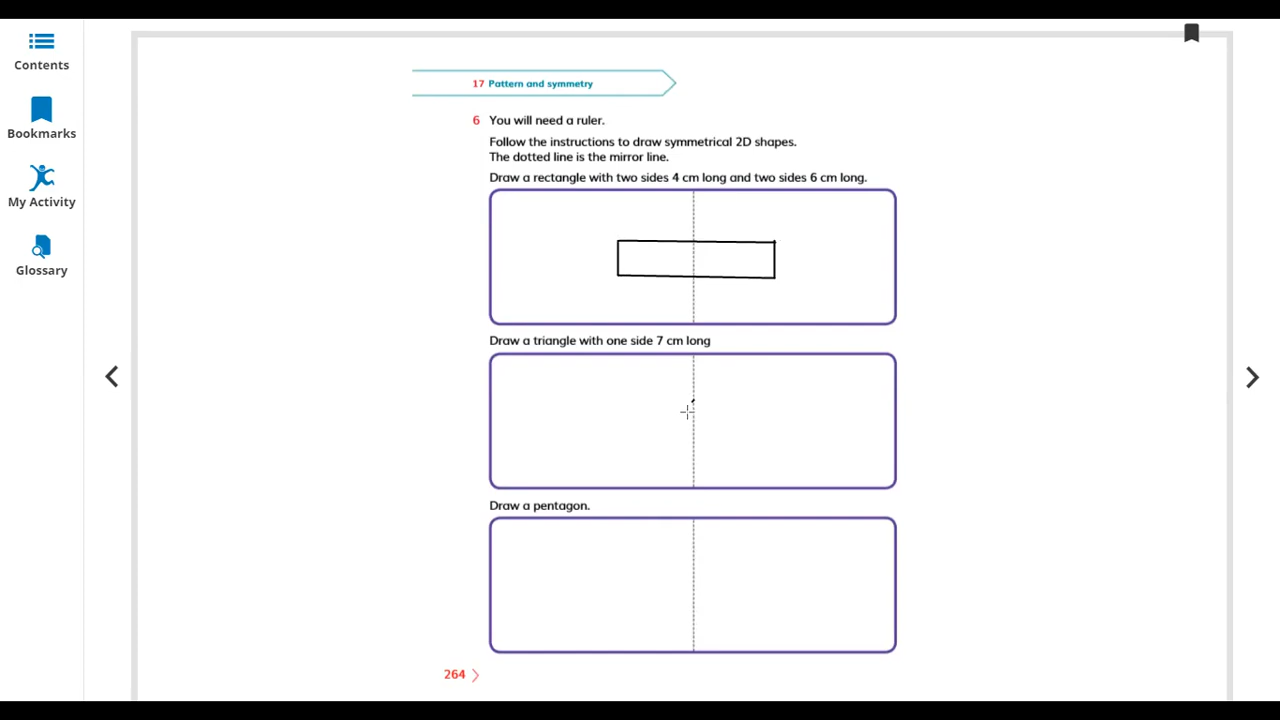 Contents
Bookmarks
My Activity
Glossary
17 Pattern and symmetry
6 You will need a ruler.
Follow the instructions to draw symmetrical 2D shapes.
The dotted line is the mirror line.
Draw a rectangle with two sides 4 cm long and two sides 6 cm long.
Draw a triangle with one side 7 cm long
Draw a pentagon.
264